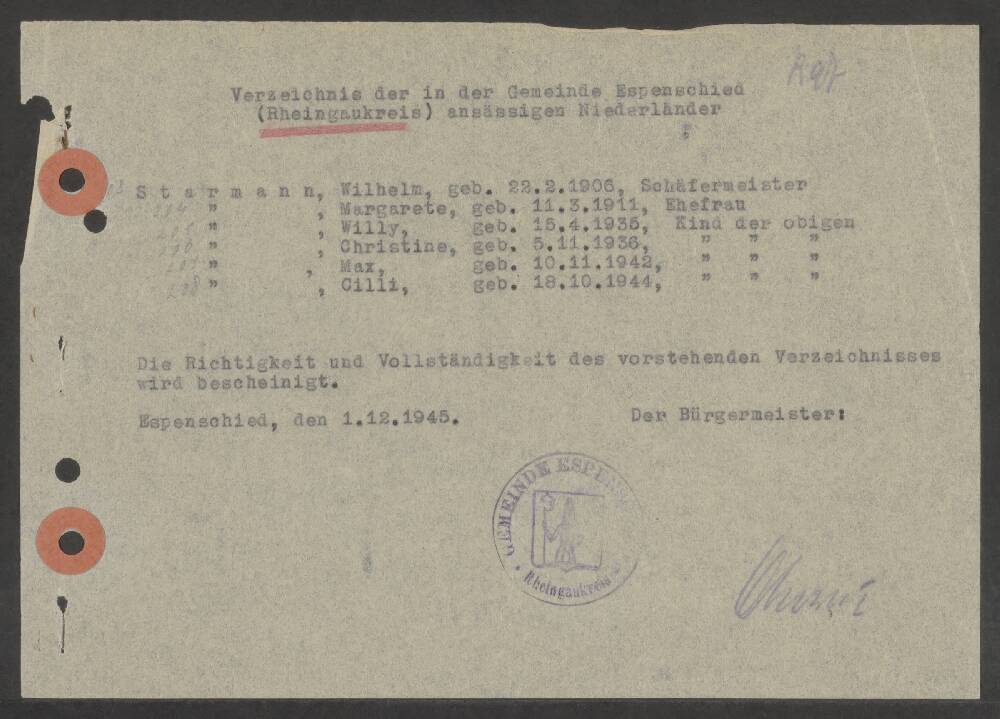 Verzeichnis der in der Gemeinde Espenschied
(Rheingaukreis) ansässigen Niederländer
S t a r m a n n, Wilhelm, geb. 22.2.1906, Schäfermeister
" , Margarete, geb. 11.3.1911, Ehefrau
" , Willy, geb. 15.4.1935, Kind der obigen
" , Christine, geb. 5.11.1936, " " "
" , Max, geb. 10.11.1942, " " "
" , Cilli, geb. 18.10.1944, " " "
Die Richtigkeit und Vollständigkeit des vorstehenden Verzeichnisses
wird bescheinigt.
Espenschied, den 1.12.1945. Der Bürgermeister:
GEMEINDE
Rheingaukreis